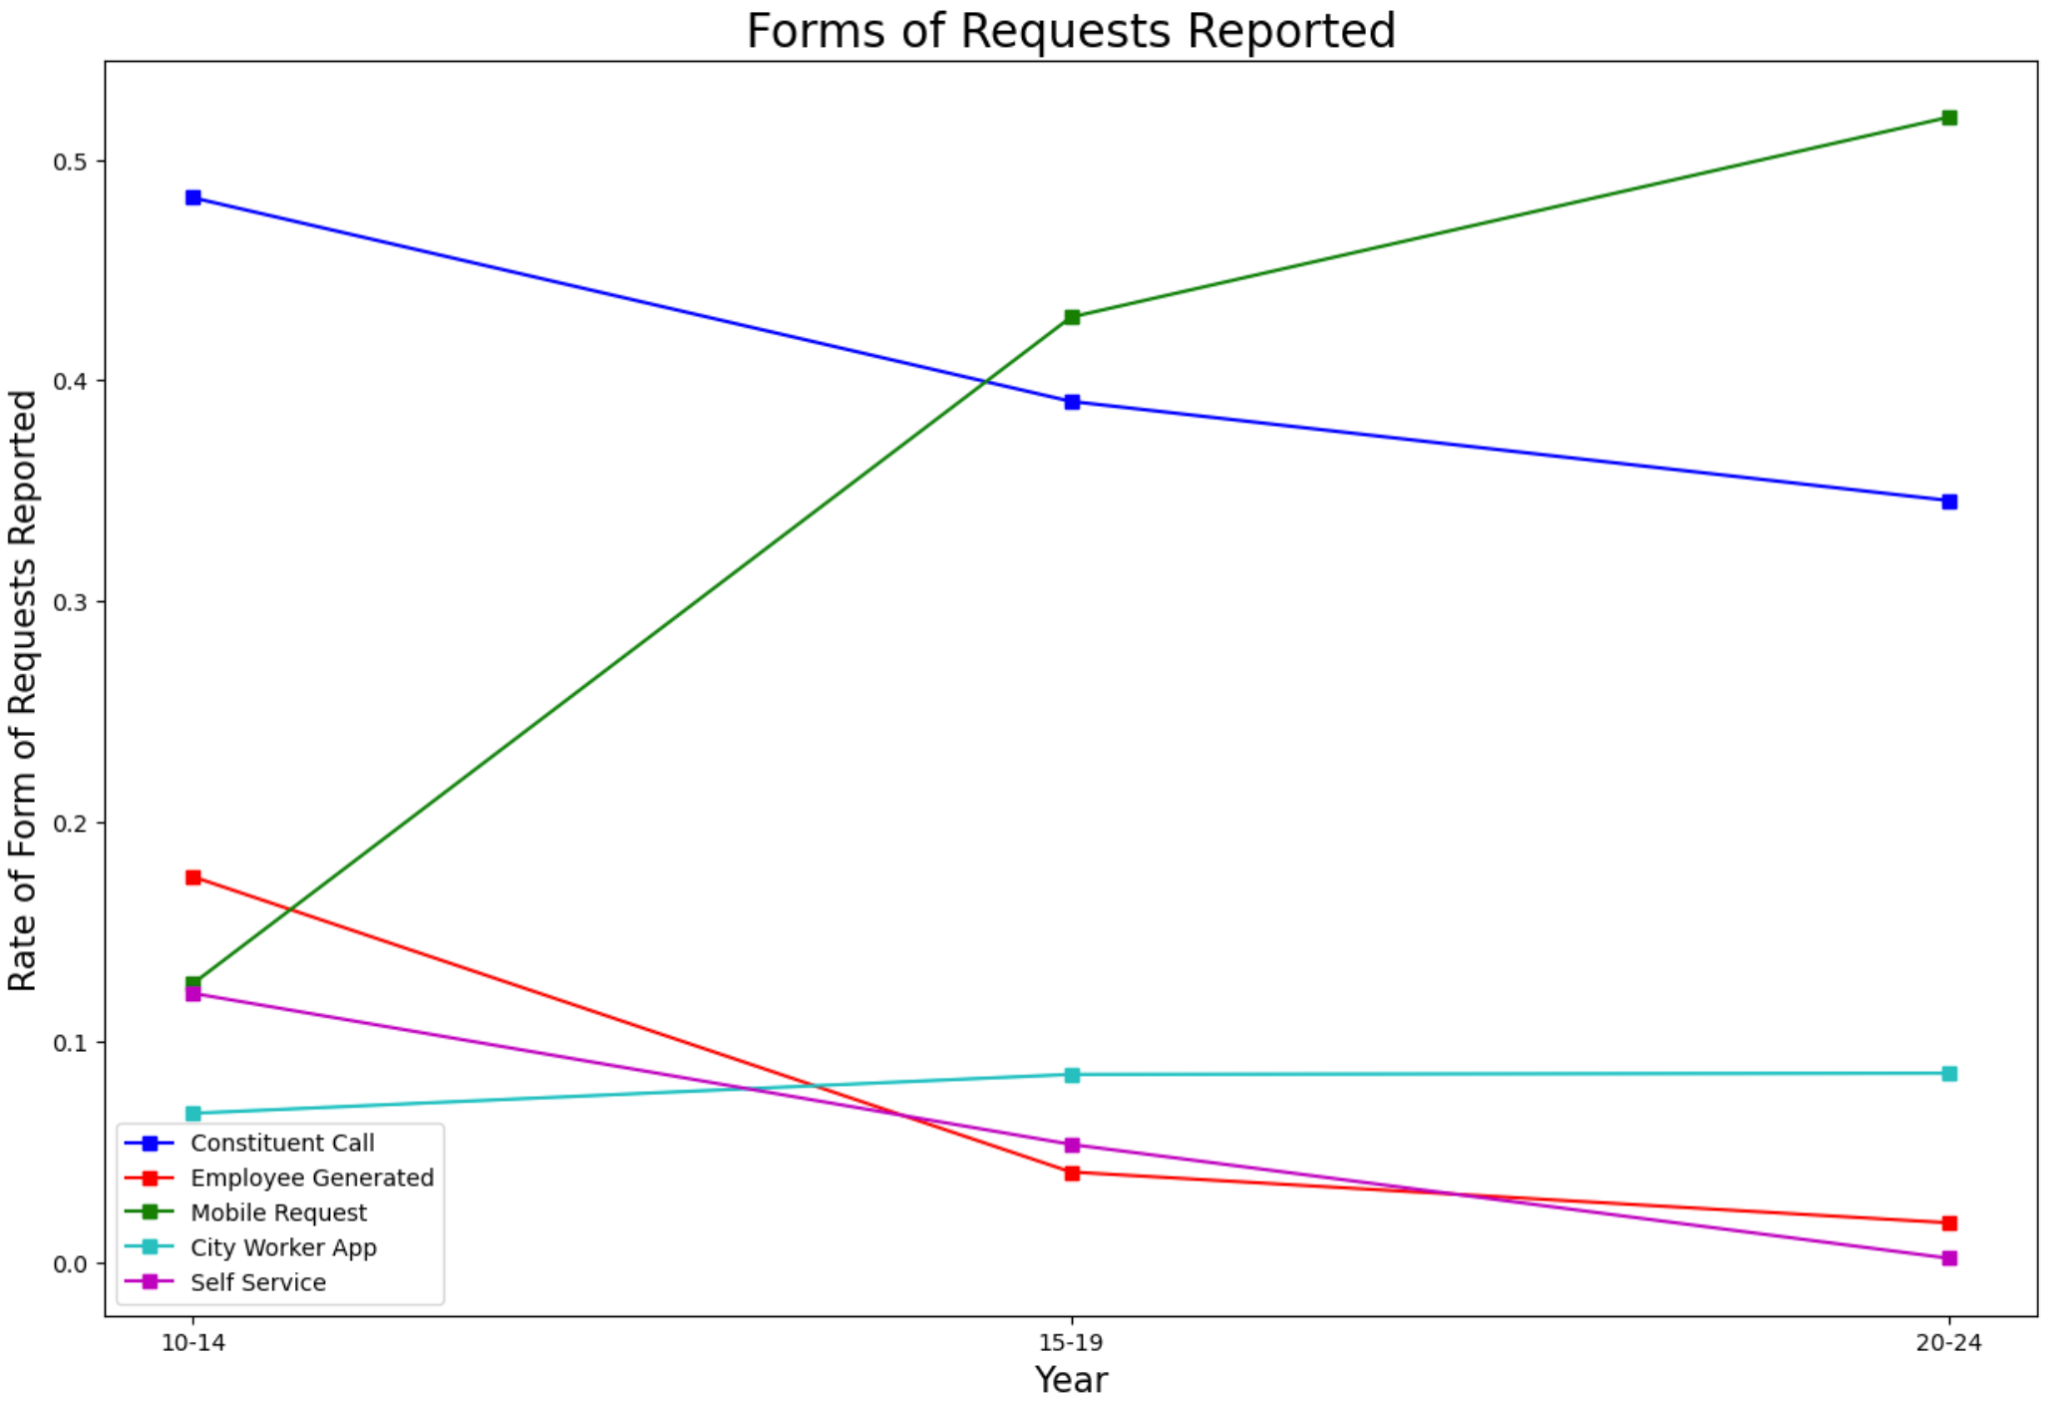 Forms of Requests Reported
Rate of Form of Requests Reported
0.5
0.4
0.3
0.2
0.1
0.0
Constituent Call
Employee Generated
Mobile Request
City Worker App
Self Service
10-14
15-19
20-24
Year